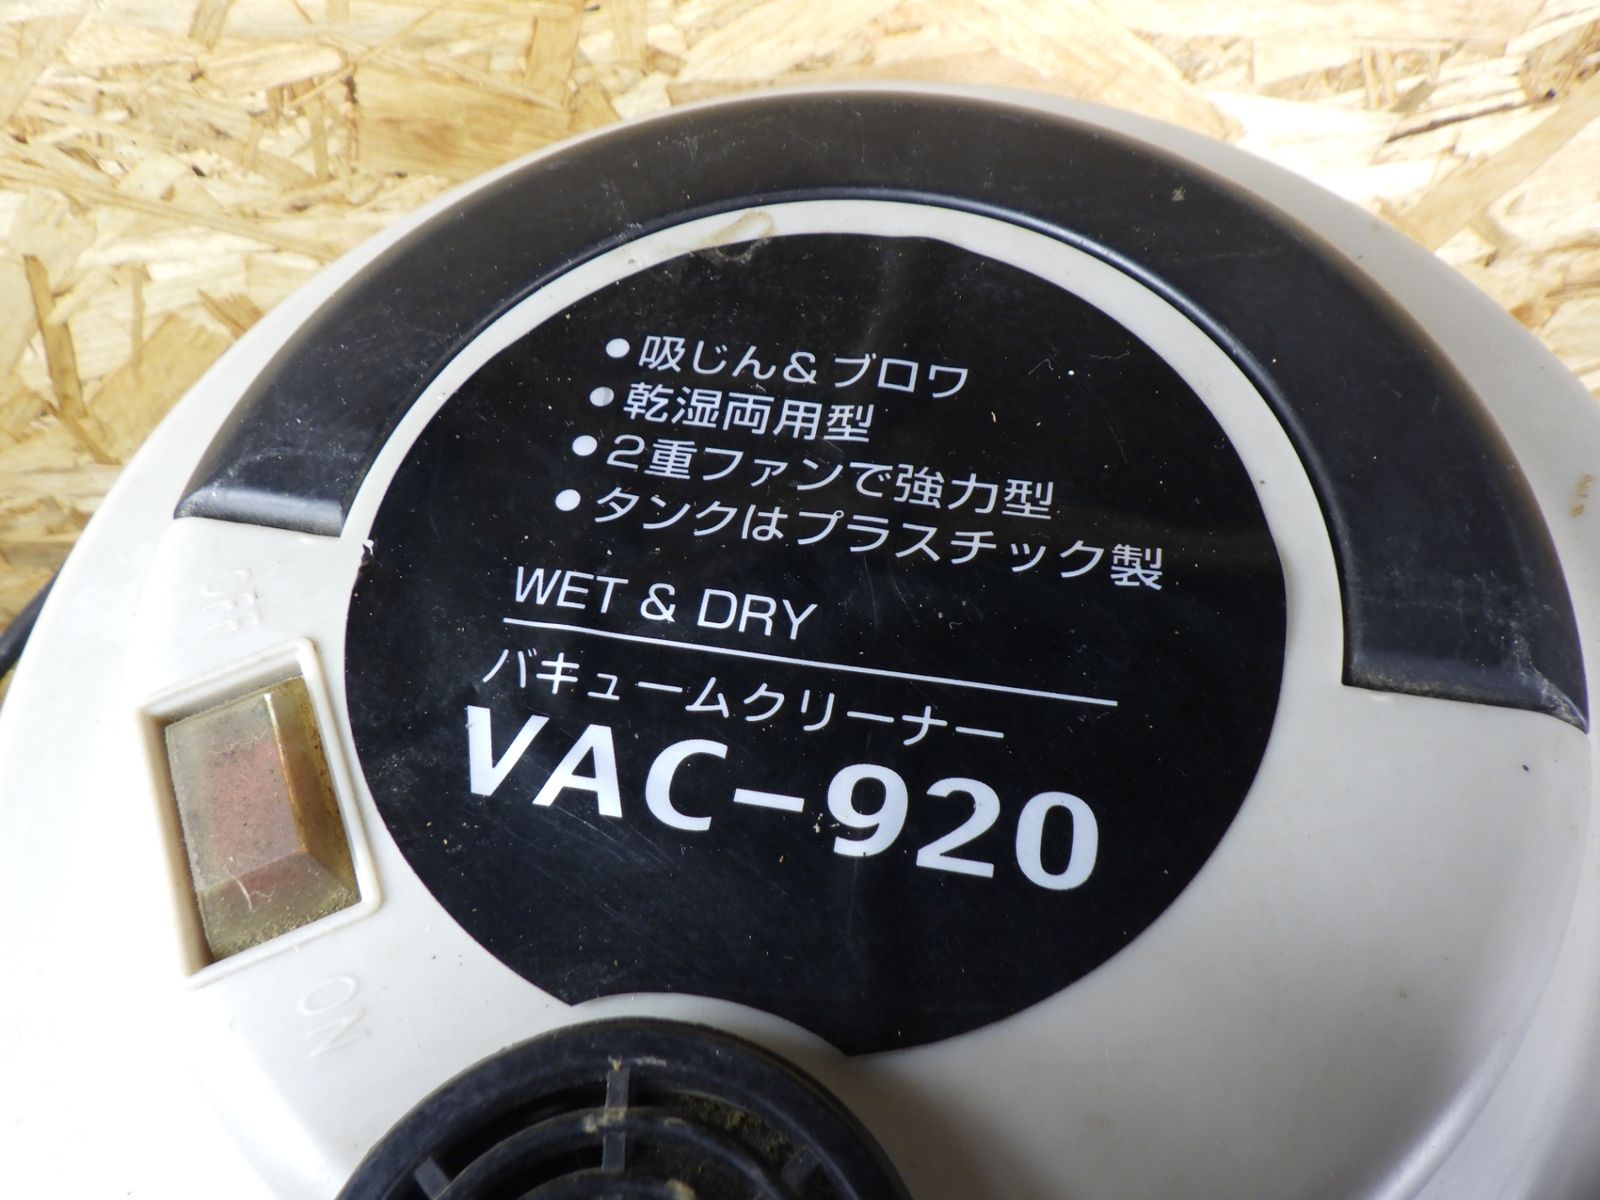 ●吸じん&ブロワ
●乾湿両用型
●2重ファンで強力型
●タンクはプラスチック製
WET & DRY
バキュームクリーナー
VAC-920
OFF
ON